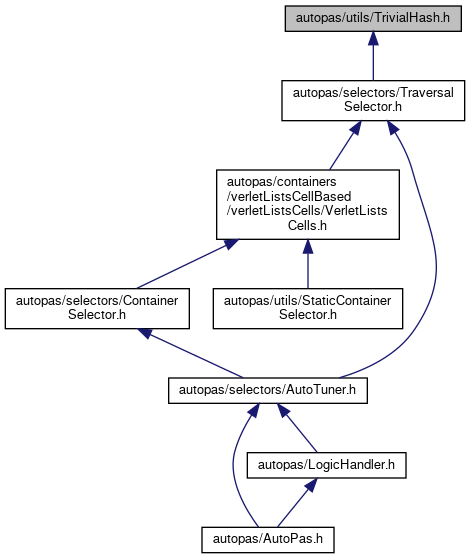 autopas/utils/TrivialHash.h
autopas/selectors/Traversal
Selector.h
autopas/containers
/verletListsCellBased
/verletListsCells/VerletLists
Cells.h
autopas/selectors/Container
Selector.h
autopas/utils/StaticContainer
Selector.h
autopas/selectors/AutoTuner.h
autopas/LogicHandler.h
autopas/AutoPas.h